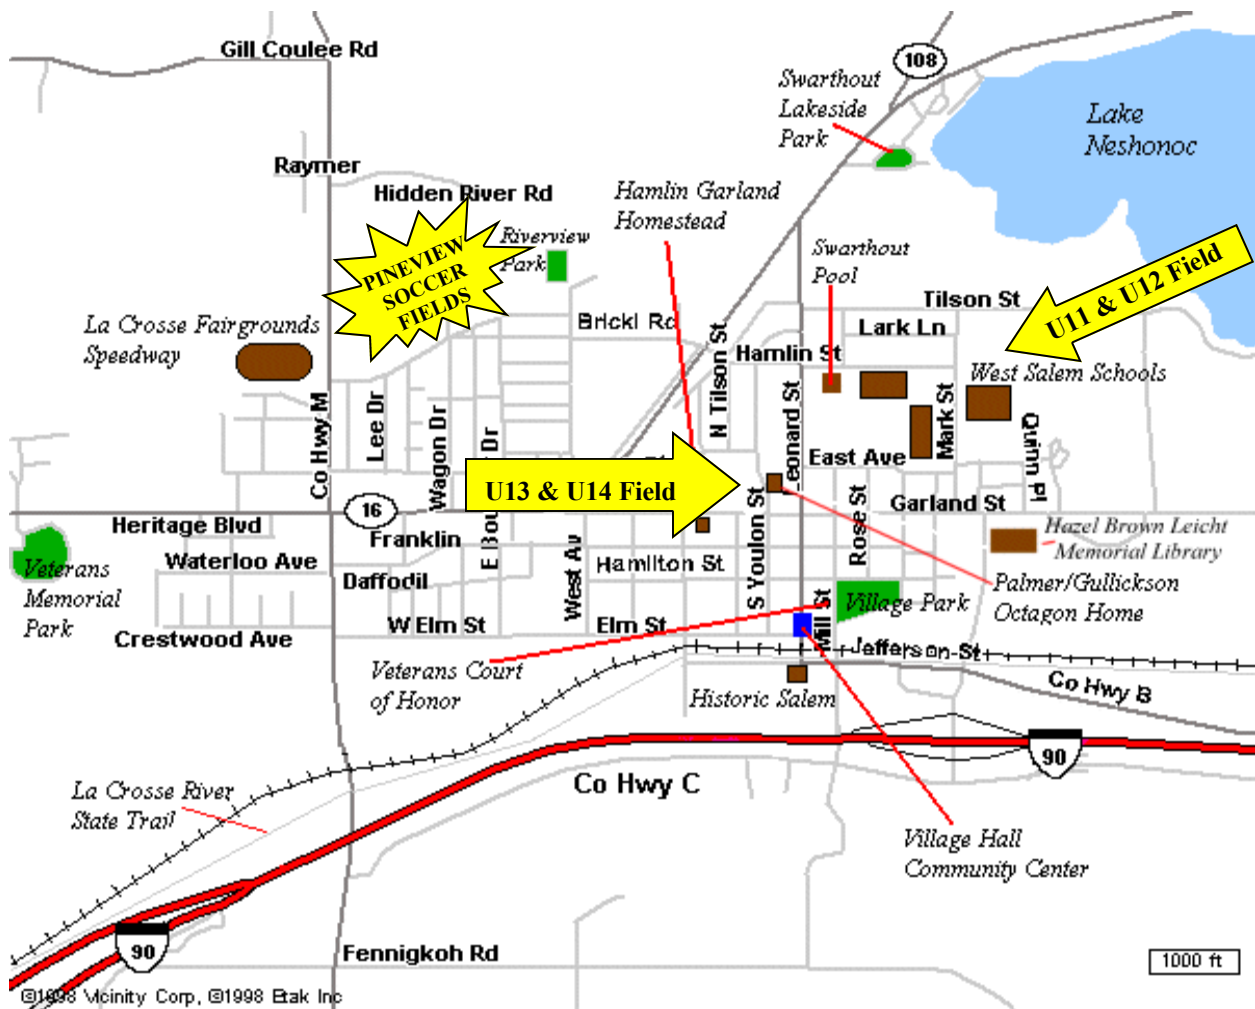 Gill Coulee Rd
108
Swarthout
Lakeside
Park
Lake
Neshonoc
Raymer
Hidden River Rd
Hamlin Garland
Homestead
Riverview
Park
PINEVIEW
SOCCER
FIELDS
Swarthout
Pool
U11 & U12 Field
Tilson St
Lark Ln
La Crosse Fairgrounds
Speedway
Brickl Rd
Hamlin St
N Tilson St
West Salem Schools
Co Hwy M
Lee Dr
Wagon Dr
Leonard St
Mark St
Quinn Pl
East Ave
U13 & U14 Field
16
Heritage Blvd
Garland St
Franklin
Waterloo Ave
Daffodil
West Av
Hamilton St
S Youlon St
Rose St
Hazel Brown Leicht
Memorial Library
Veterans
Memorial
Park
Palmer/Gullickson
Octagon Home
Village Park
Mill St
Crestwood Ave
W Elm St
Elm St
Jefferson St
Veterans Court
of Honor
Historic Salem
Co Hwy B
90
Co Hwy C
La Crosse River
State Trail
Village Hall
Community Center
90
Fennigkoh Rd
1000 ft
©1998 Vicinity Corp, ©1998 Etak Inc